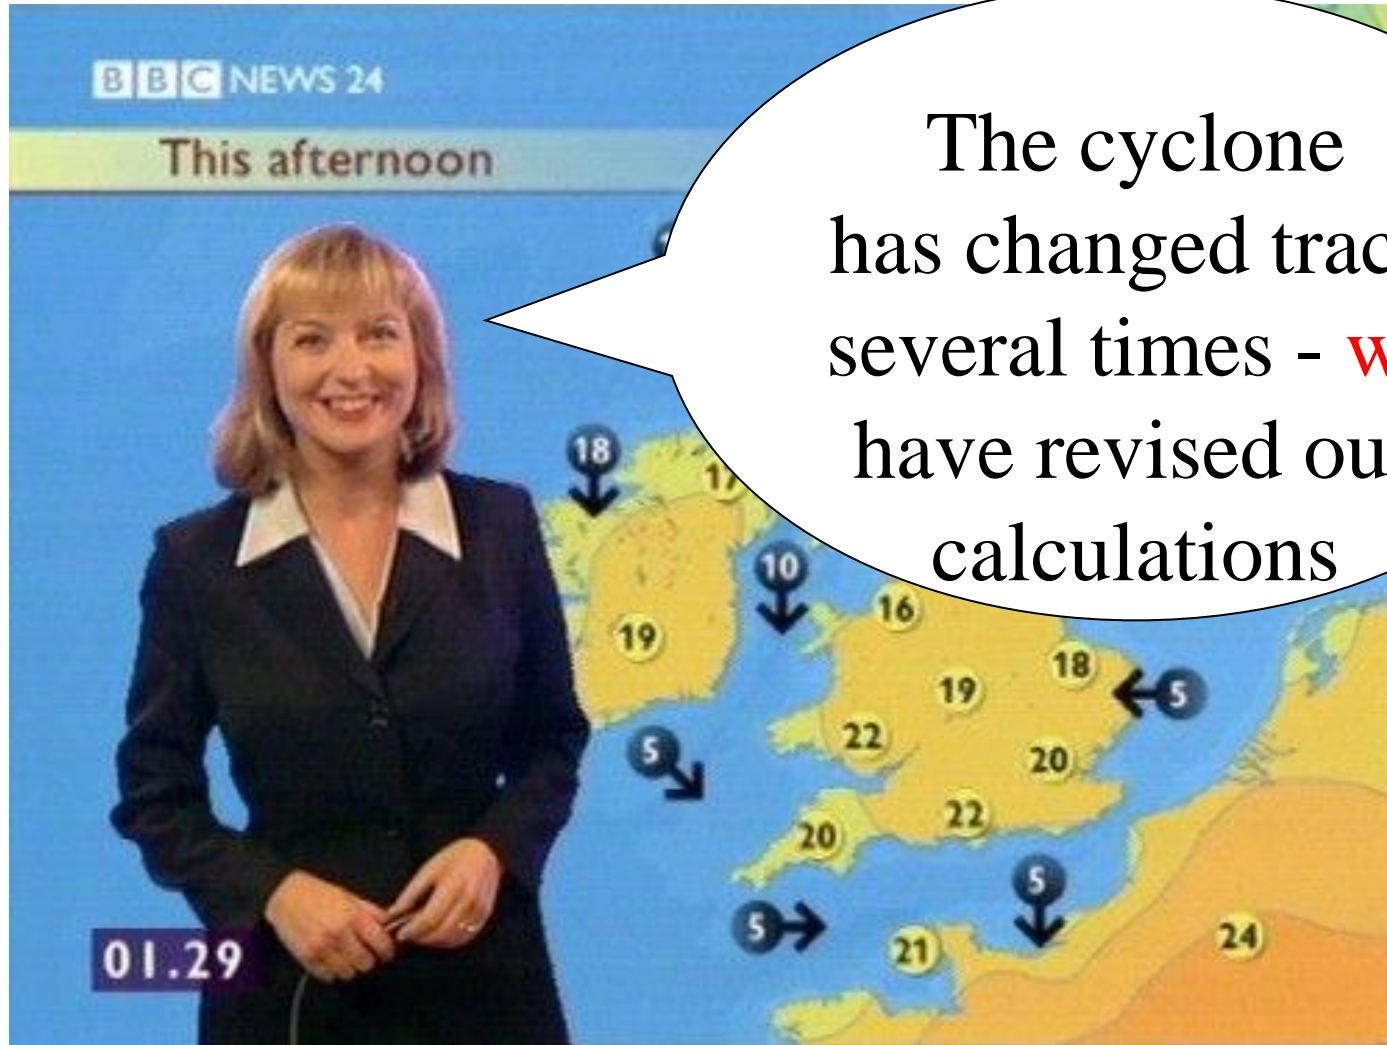 BBC NEWS 24
This afternoon
The cyclone
has changed trac
several times - w
have revised ou
calculations
18
17
10
16
19
18
5
19
22
5
20
22
20
5
5
21
24
01.29